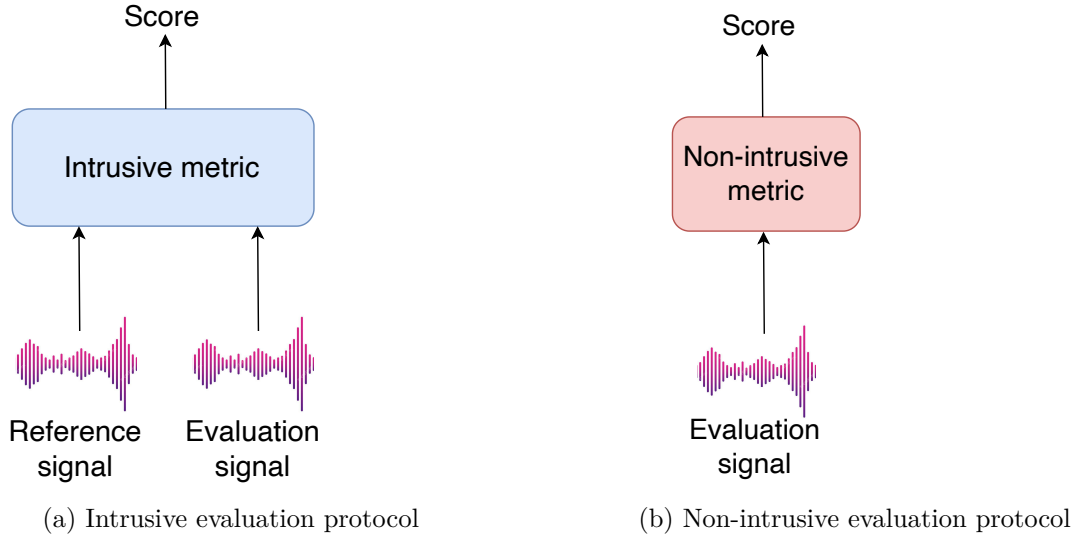 Score
Intrusive metric
Reference
signal
Evaluation
signal
(a) Intrusive evaluation protocol
Score
Non-intrusive
metric
Evaluation
signal
(b) Non-intrusive evaluation protocol